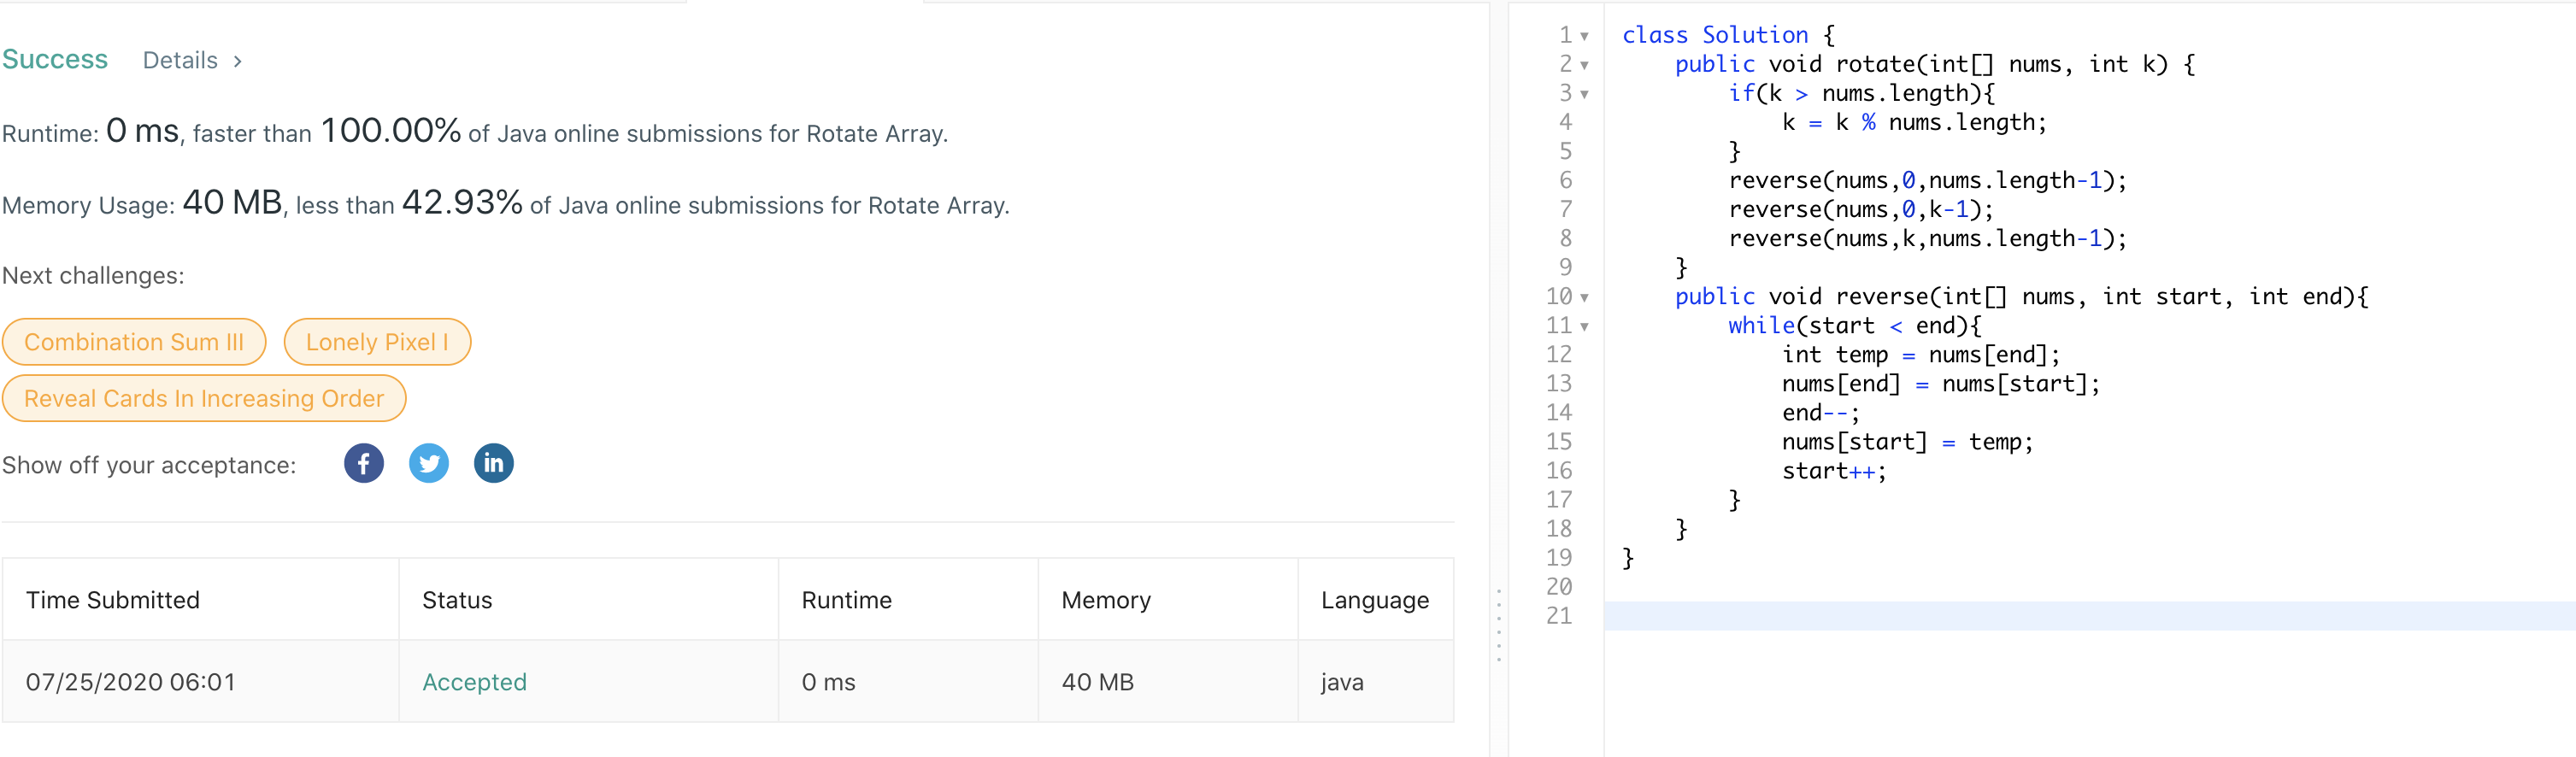 Success Details >
Runtime: 0 ms, faster than 100.00% of Java online submissions for Rotate Array.
Memory Usage: 40 MB, less than 42.93% of Java online submissions for Rotate Array.
Next challenges:
Combination Sum III Lonely Pixel I
Reveal Cards In Increasing Order
Show off your acceptance: f in
Time Submitted Status Runtime Memory Language
07/25/2020 06:01 Accepted 0 ms 40 MB java
1 class Solution {
2     public void rotate(int[] nums, int k) {
3         if(k > nums.length){
4             k = k % nums.length;
5         }
6         reverse(nums,0,nums.length-1);
7         reverse(nums,0,k-1);
8         reverse(nums,k,nums.length-1);
9     }
10     public void reverse(int[] nums, int start, int end){
11         while(start < end){
12             int temp = nums[end];
13             nums[end] = nums[start];
14             end--;
15             nums[start] = temp;
16             start++;
17         }
18     }
19 }
20
21